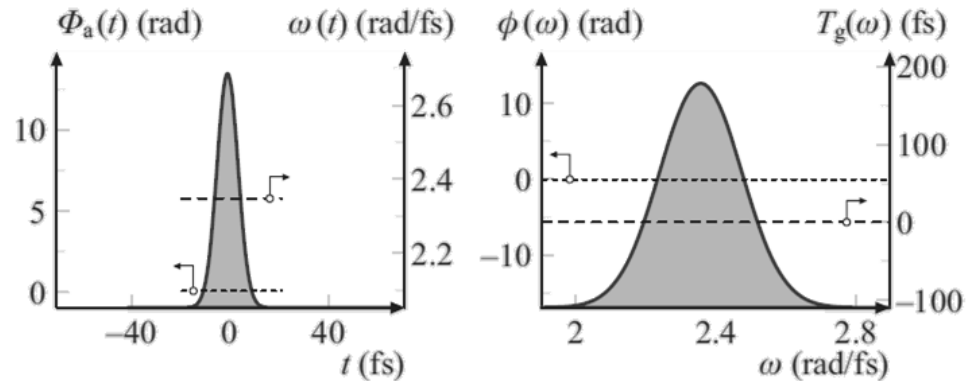 Φa(t) (rad) ω(t) (rad/fs) ϕ(ω) (rad) Tg(ω) (fs)
10
5
0
2.6
2.4
2.2
−40 0 40
t (fs)
10
0
−10
200
100
0
−100
2 2.4 2.8
ω (rad/fs)